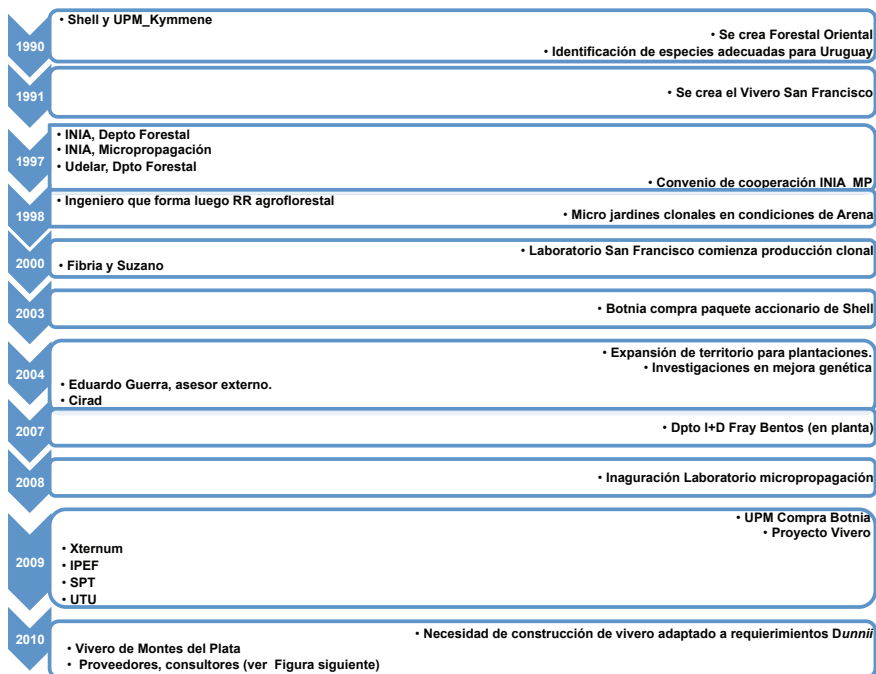 1990
• Shell y UPM_Kymmene
• Se crea Forestal Oriental
• Identificación de especies adecuadas para Uruguay
1991
• Se crea el Vivero San Francisco
1997
• INIA, Depto Forestal
• INIA, Micropropagación
• Udelar, Dpto Forestal
• Convenio de cooperación INIA_MP
1998
• Ingeniero que forma luego RR agroflorestal
• Micro jardines clonales en condiciones de Arena
2000
• Laboratorio San Francisco comienza producción clonal
• Fibria y Suzano
2003
• Botnia compra paquete accionario de Shell
2004
• Expansión de territorio para plantaciones.
• Investigaciones en mejora genética
• Eduardo Guerra, asesor externo.
• Cirad
2007
• Dpto I+D Fray Bentos (en planta)
2008
• Inaguración Laboratorio micropropagación
2009
• UPM Compra Botnia
• Proyecto Vivero
• Xternum
• IPEF
• SPT
• UTU
2010
• Necesidad de construcción de vivero adaptado a requierimientos Dunnii
• Vivero de Montes del Plata
• Proveedores, consultores (ver Figura siguiente)